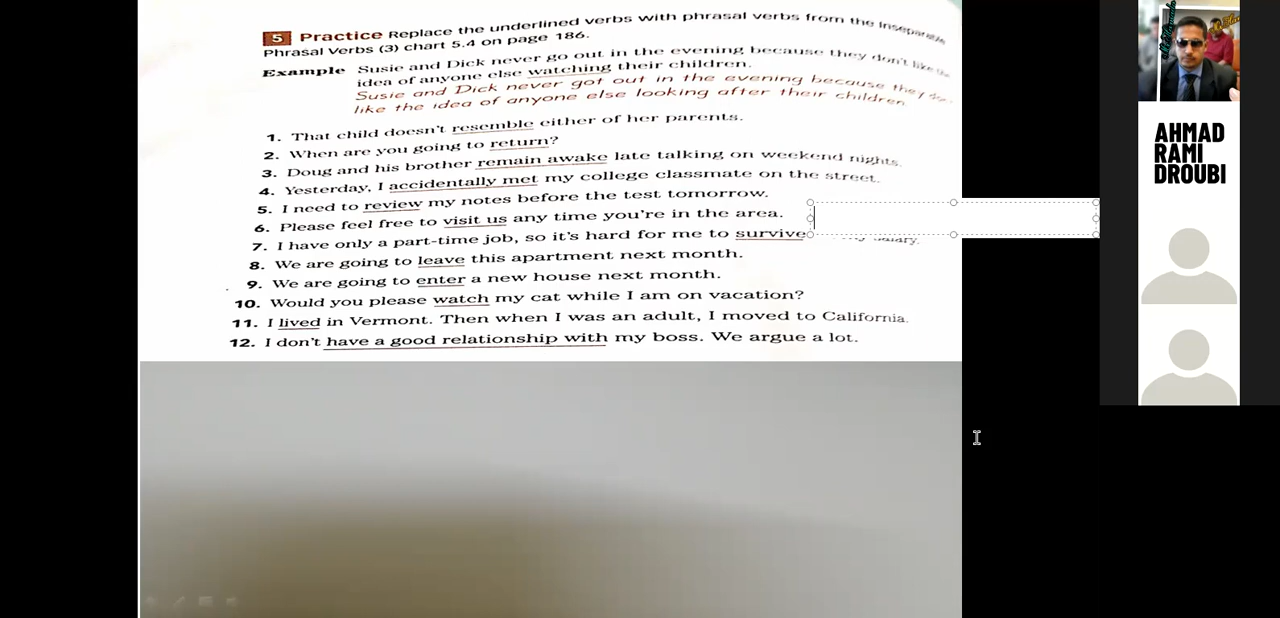 5 Practice Replace the underlined verbs with phrasal verbs from the Inseparable
Phrasal Verbs (3) chart 5.4 on page 186.
Example Susie and Dick never go out in the evening because they don't like the
idea of anyone else watching their children.
Susie and Dick never got out in the evening because they don't
like the idea of anyone else looking after their children
1. That child doesn't resemble either of her parents.
2. When are you going to return?
3. Doug and his brother remain awake late talking on weekend nights.
4. Yesterday, I accidentally met my college classmate on the street.
5. I need to review my notes before the test tomorrow.
6. Please feel free to visit us any time you're in the area.
7. I have only a part-time job, so it's hard for me to survive salary.
8. We are going to leave this apartment next month.
9. We are going to enter a new house next month.
10. Would you please watch my cat while I am on vacation?
11. I lived in Vermont. Then when I was an adult, I moved to California.
12. I don't have a good relationship with my boss. We argue a lot.
AHMAD
RAMI
DROUBI